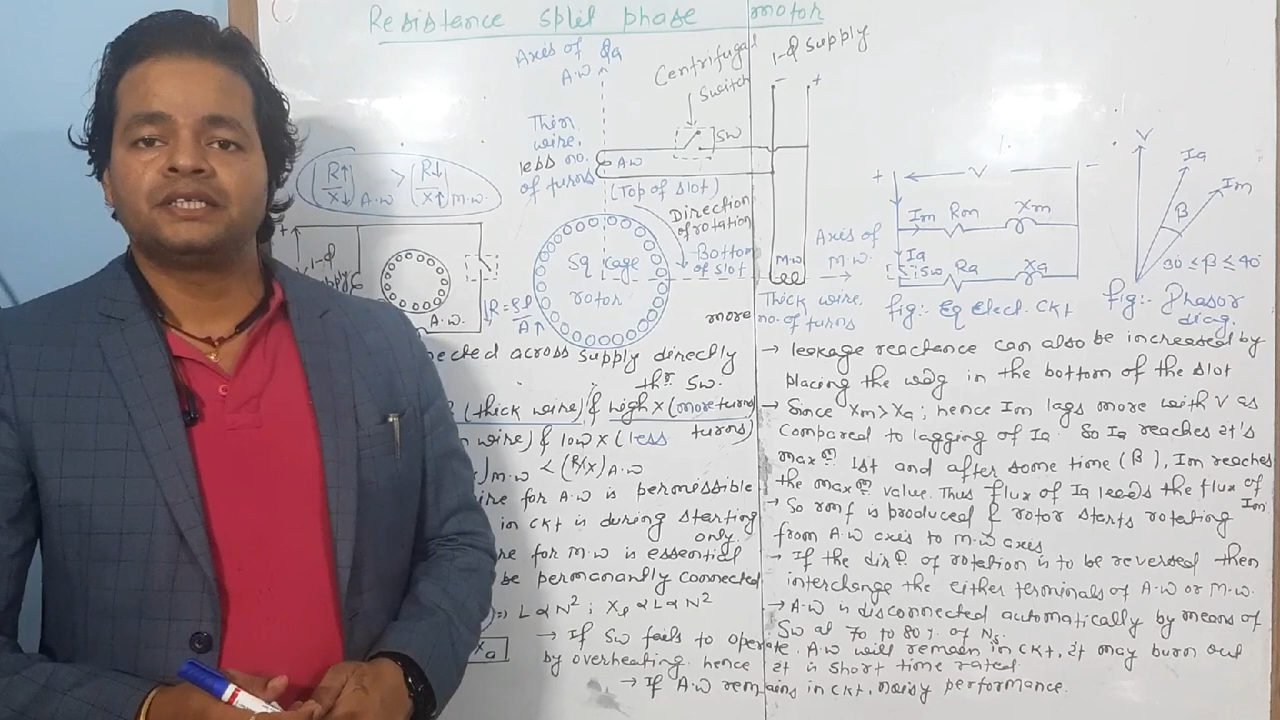 Resistance split phase motor
Axis of Qa
A.W
Centrifugal
Switch
1-Φ supply
- +
SW
Thin
wire.
less no.
of turns
A.W
(Top of slot)
Direction
of rotation
Bottom
of slot
Sq. cage
rotor
M.W
Axis of
M.W.
Thick wire.
more no. of turns
[R↑/X↓] A.W > [R↓/X↑] M.W.
+
1-Φ
A.W.
R = ρl/A↑
+ V -
Im Rm Xm
Ia
SW Ra Xa
fig:- Eq Elect. CKt
V
Ia
Im
β
30° ≤ β ≤ 40°
fig:- Phasor
diag.
nected across supply directly
thr. Sw.
(thick wire) & high X (more turns)
wire) & low X (less turns)
)M.W < (R/X)A.W
ire for A.W is permissible
in CKt is during starting
only.
re for M.W is essential
be permanantly connected
)=) L∝N²; Xl ∝ L ∝ N²
Xa
→ leakage reactance can also be increased by
placing the wdg in the bottom of the slot
→ Since Xm>Xa; hence Im lags more with V as
compared to lagging of Ia. So Ia reaches it's
maxm 1st and after some time (β), Im reaches
the maxm value. Thus flux of Ia leads the flux of Im
→ So rmf is produced & rotor starts rotating
from A.W axis to M.W axes
→ If the dirn. of rotation is to be reversed then
interchange the either terminals of A.W or M.W.
→ A.W is disconnected automatically by means of
Sw at 70 to 80% of Ns.
→ If Sw fails to operate. A.W will remain in CKt, it may burn out
by overheating. hence it is short time rated.
→ If A.W remains in CKt, noisy performance.